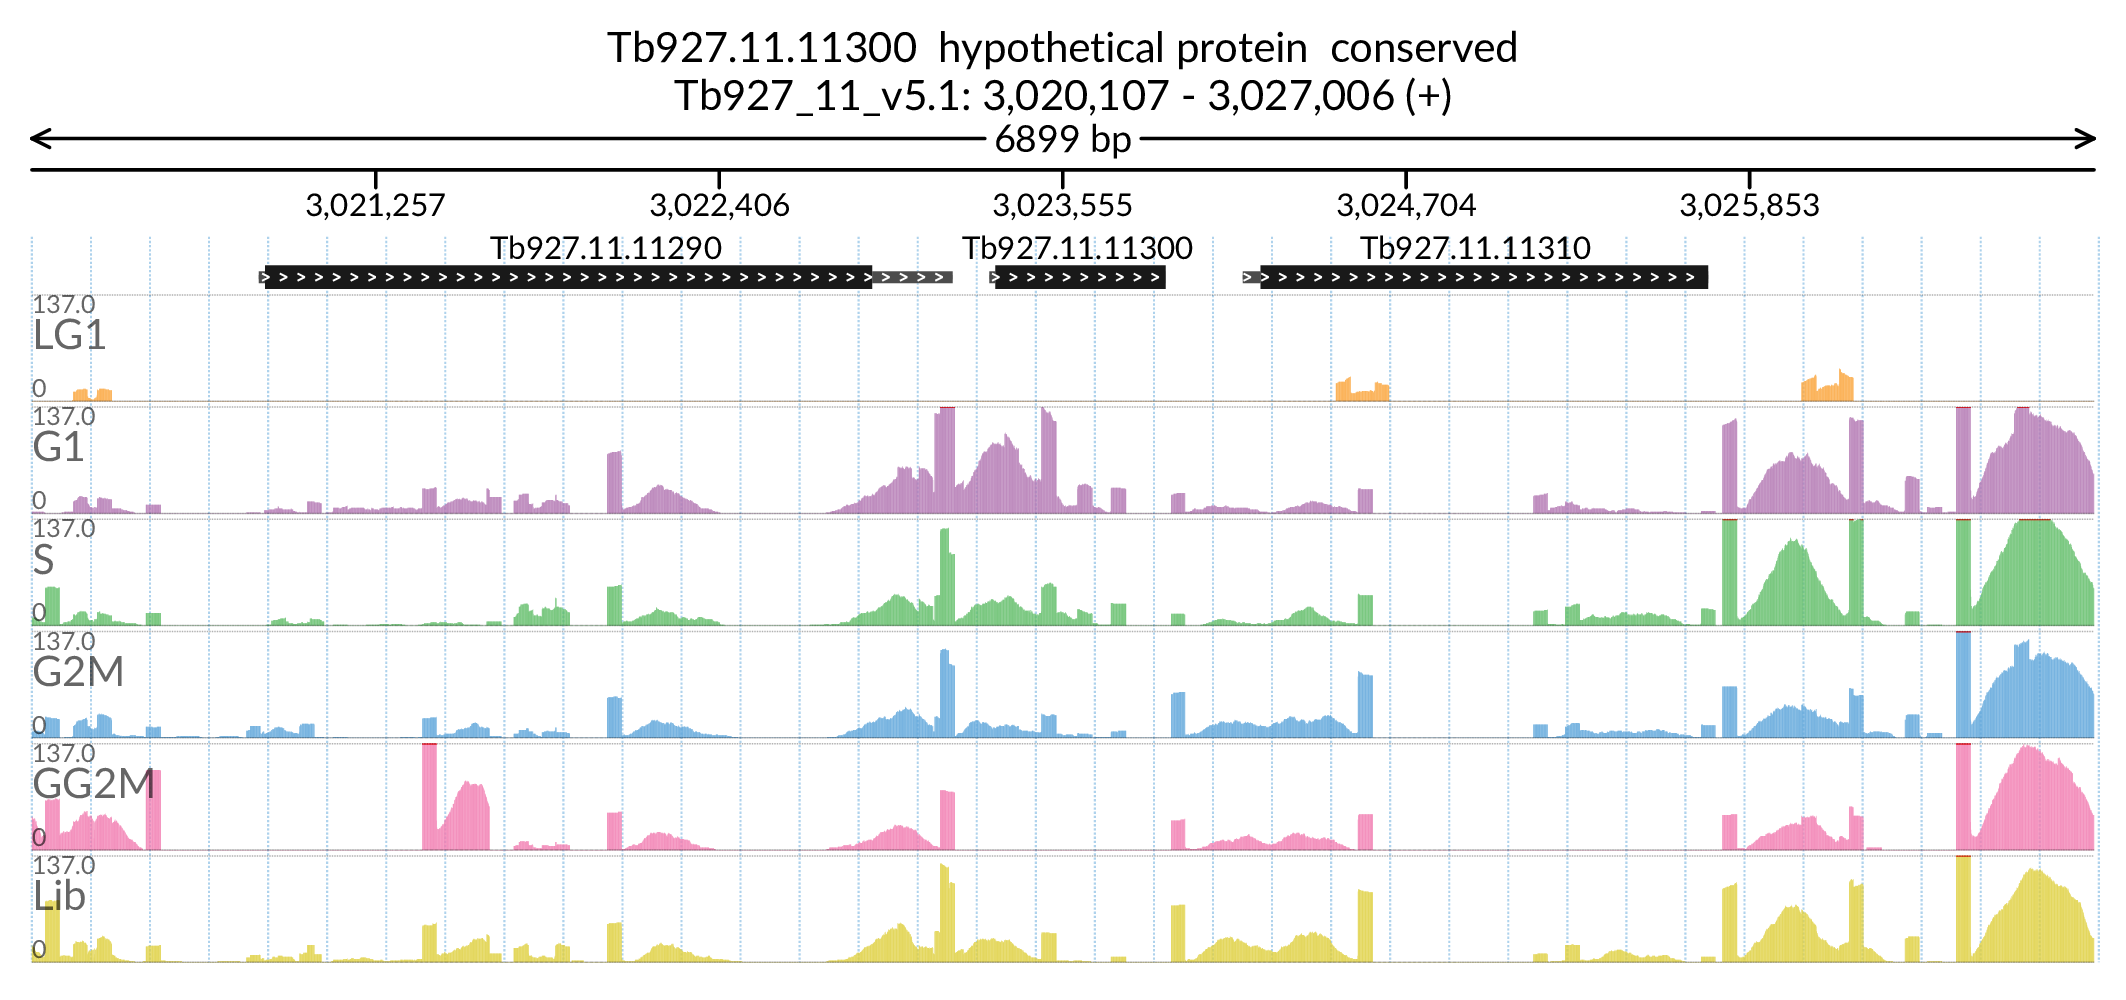 Tb927.11.11300 hypothetical protein conserved
Tb927_11_v5.1: 3,020,107 - 3,027,006 (+)
6899 bp
3,021,257 3,022,406 3,023,555 3,024,704 3,025,853
Tb927.11.11290 Tb927.11.11300 Tb927.11.11310
137.0
LG1
0
137.0
G1
0
137.0
S
0
137.0
G2M
0
137.0
GG2M
0
137.0
Lib
0